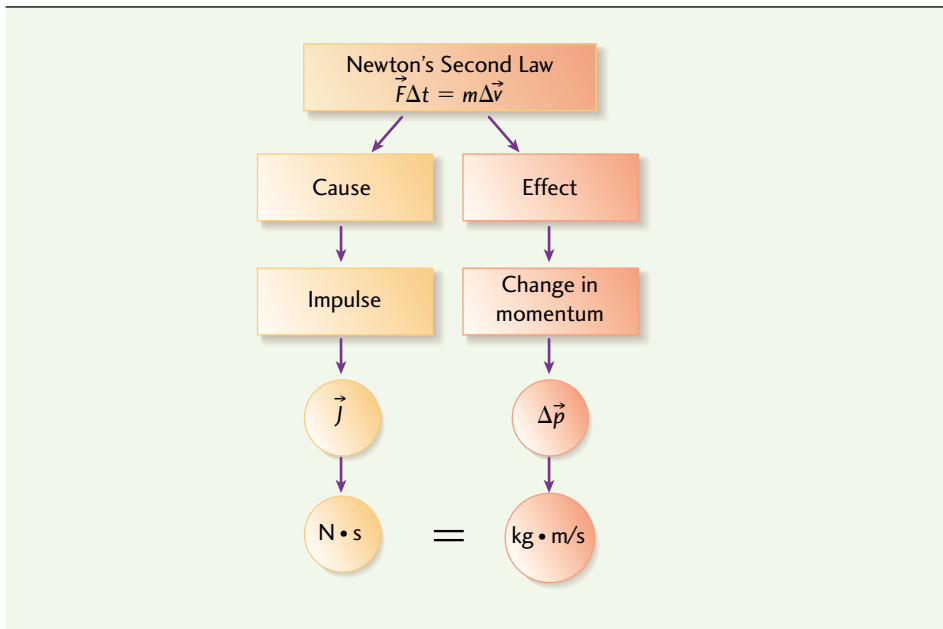 Newton's Second Law
F⃗Δt = mΔv⃗
Cause
Effect
Impulse
Change in
momentum
J⃗
Δp⃗
N • s
=
kg • m/s